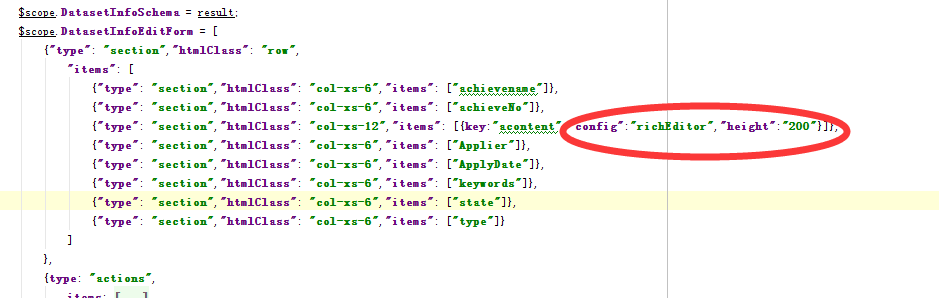 $scope.DatasetInfoSchema = result;
$scope.DatasetInfoEditForm = [
{"type": "section","htmlClass": "row",
"items": [
{"type": "section","htmlClass": "col-xs-6","items": ["achievename"]},
{"type": "section","htmlClass": "col-xs-6","items": ["achieveNo"]},
{"type": "section","htmlClass": "col-xs-12","items": [{key:"acontent", config":"richEditor","height":"200"}]},
{"type": "section","htmlClass": "col-xs-6","items": ["Applier"]},
{"type": "section","htmlClass": "col-xs-6","items": ["ApplyDate"]},
{"type": "section","htmlClass": "col-xs-6","items": ["keywords"]},
{"type": "section","htmlClass": "col-xs-6","items": ["state"]},
{"type": "section","htmlClass": "col-xs-6","items": ["type"]}
]
},
{type: "actions",
items: [...]